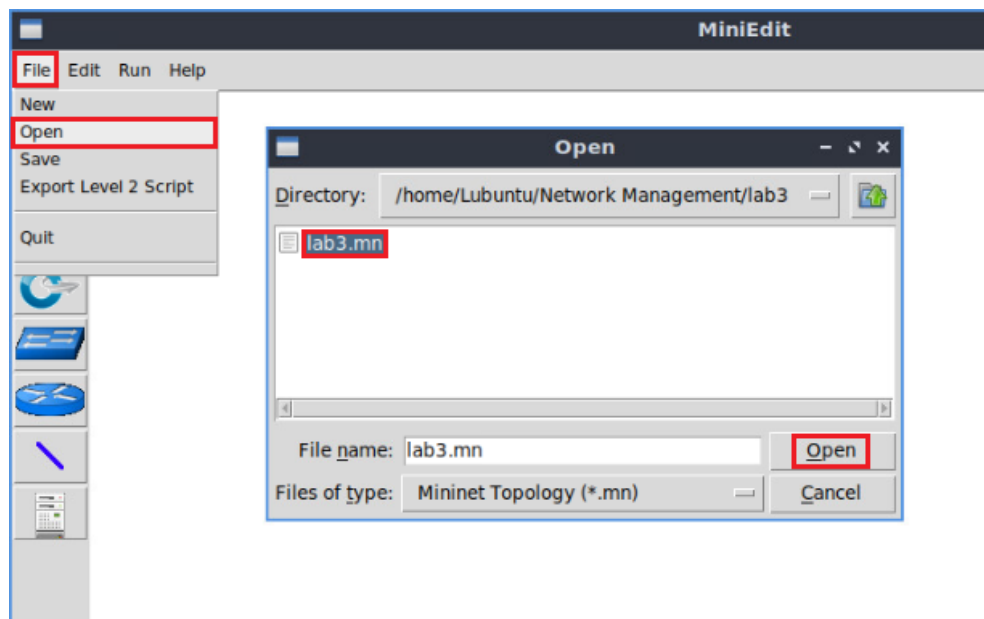 MiniEdit
File Edit Run Help
New
Open
Save
Export Level 2 Script
Quit
Open
Directory: /home/Lubuntu/Network Management/lab3
lab3.mn
File name: lab3.mn Open
Files of type: Mininet Topology (*.mn) Cancel